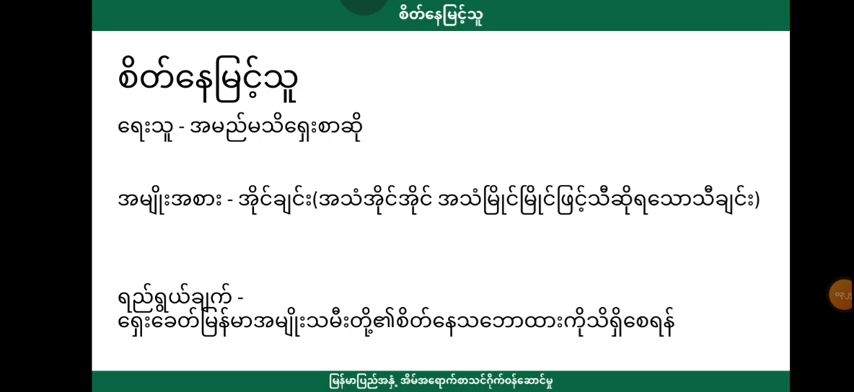 စိတ်နေမြင့်သူ
စိတ်နေမြင့်သူ
ရေးသူ - အမည်မသိရှေးစာဆို
အမျိုးအစား - အိုင်ချင်း(အသံအိုင်အိုင် အသံမြိုင်မြိုင်ဖြင့်သီဆိုရသောသီချင်း)
ရည်ရွယ်ချက် -
ရှေးခေတ်မြန်မာအမျိုးသမီးတို့၏စိတ်နေသဘောထားကိုသိရှိစေရန်
မြန်မာပြည်အနှံ့ အိမ်အရောက်စာသင်ဂိုက်ဝန်ဆောင်မှု